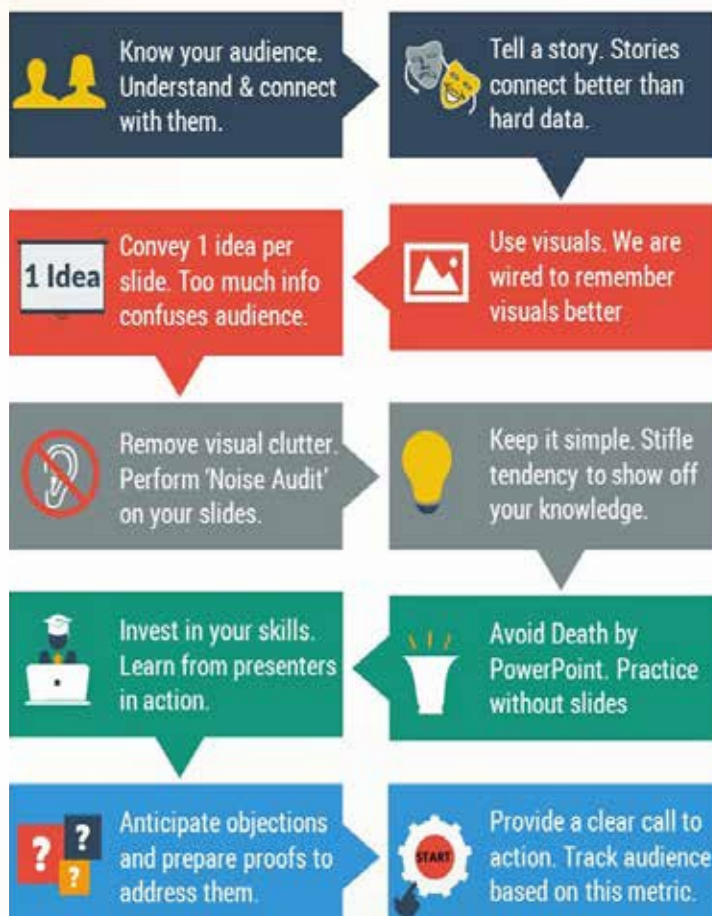 Know your audience.
Understand & connect
with them.
Tell a story. Stories
connect better than
hard data.
Use visuals. We are
wired to remember
visuals better
1 Idea
Convey 1 idea per
slide. Too much info
confuses audience.
Remove visual clutter.
Perform ‘Noise Audit’
on your slides.
Keep it simple. Stifle
tendency to show off
your knowledge.
Avoid Death by
PowerPoint. Practice
without slides
Invest in your skills.
Learn from presenters
in action.
?
?
?
Anticipate objections
and prepare proofs to
address them.
START
Provide a clear call to
action. Track audience
based on this metric.